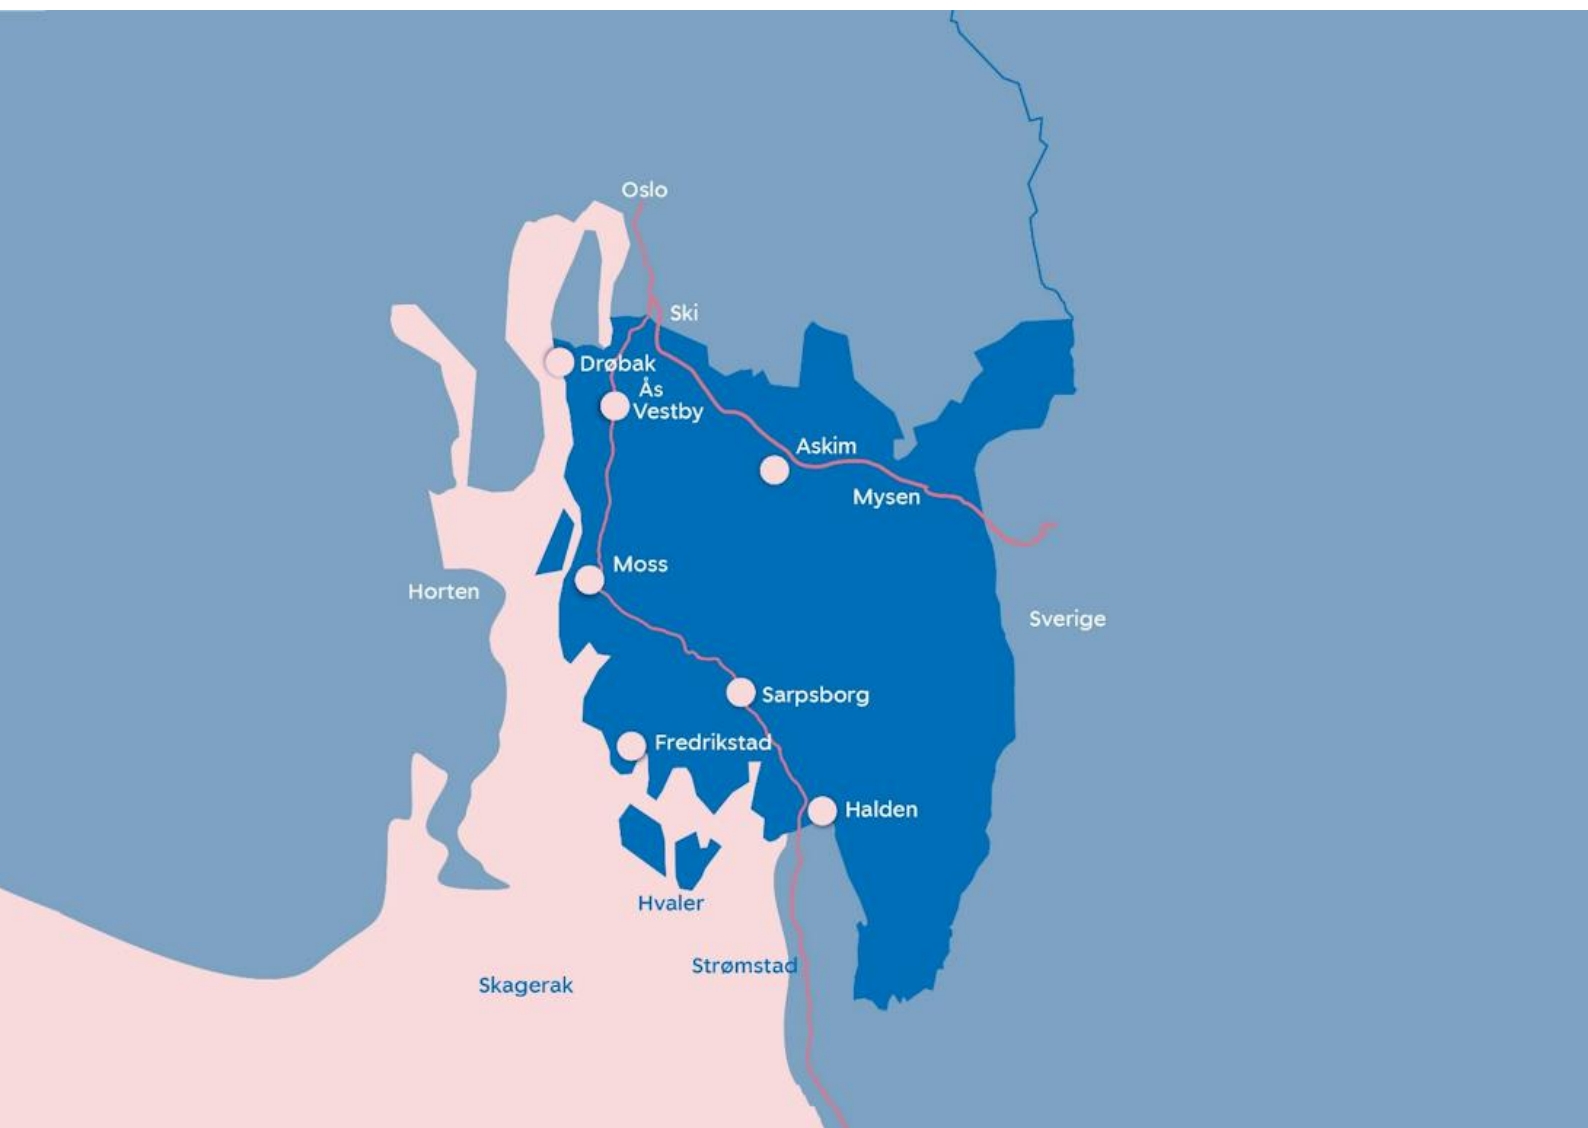 Oslo
Ski
Drøbak
Ås
Vestby
Askim
Mysen
Moss
Horten
Sverige
Sarpsborg
Fredrikstad
Halden
Hvaler
Strømstad
Skagerak